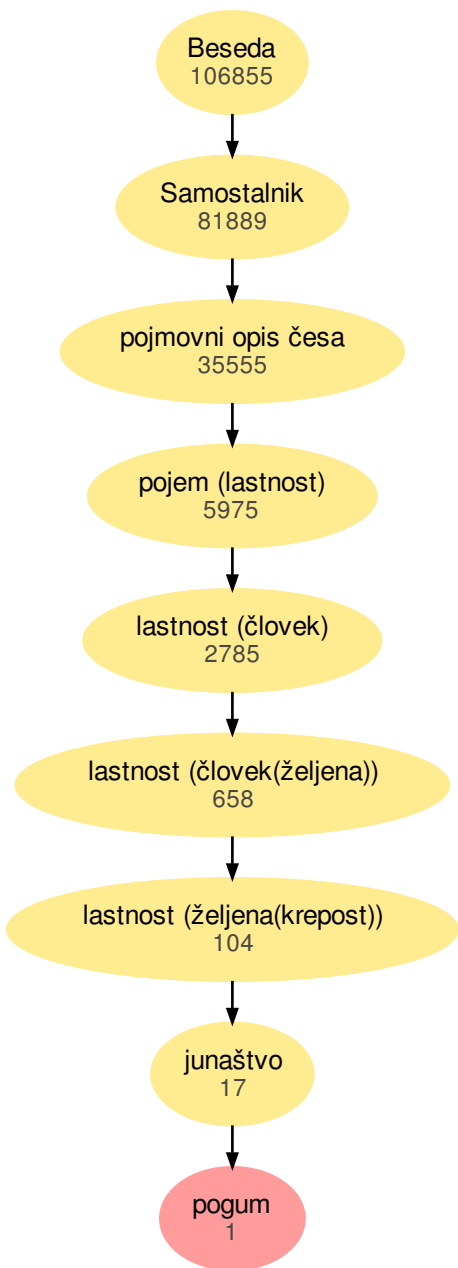 Beseda
106855
Samostalnik
81889
pojmovni opis česa
35555
pojem (lastnost)
5975
lastnost (človek)
2785
lastnost (človek(željena))
658
lastnost (željena(krepost))
104
junaštvo
17
pogum
1